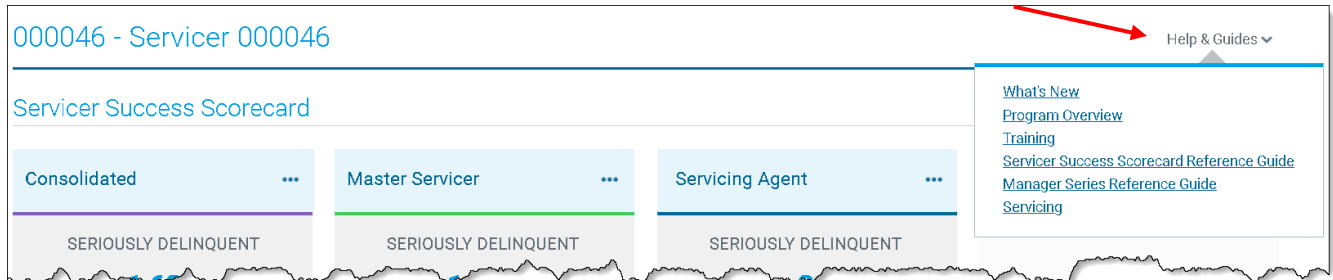 000046 - Servicer 000046
Help & Guides
What's New
Program Overview
Training
Servicer Success Scorecard Reference Guide
Manager Series Reference Guide
Servicing
Servicer Success Scorecard
Consolidated
Master Servicer
Servicing Agent
SERIOUSLY DELINQUENT
SERIOUSLY DELINQUENT
SERIOUSLY DELINQUENT